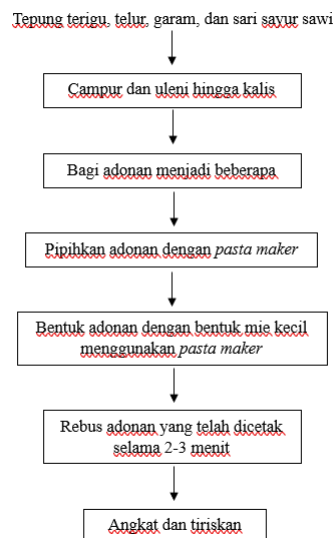 Tepung terigu, telur, garam, dan sari sayur sawi
Campur dan uleni hingga kalis
Bagi adonan menjadi beberapa
Pipihkan adonan dengan pasta maker
Bentuk adonan dengan bentuk mie kecil
menggunakan pasta maker
Rebus adonan yang telah dicetak
selama 2-3 menit
Angkat dan tiriskan